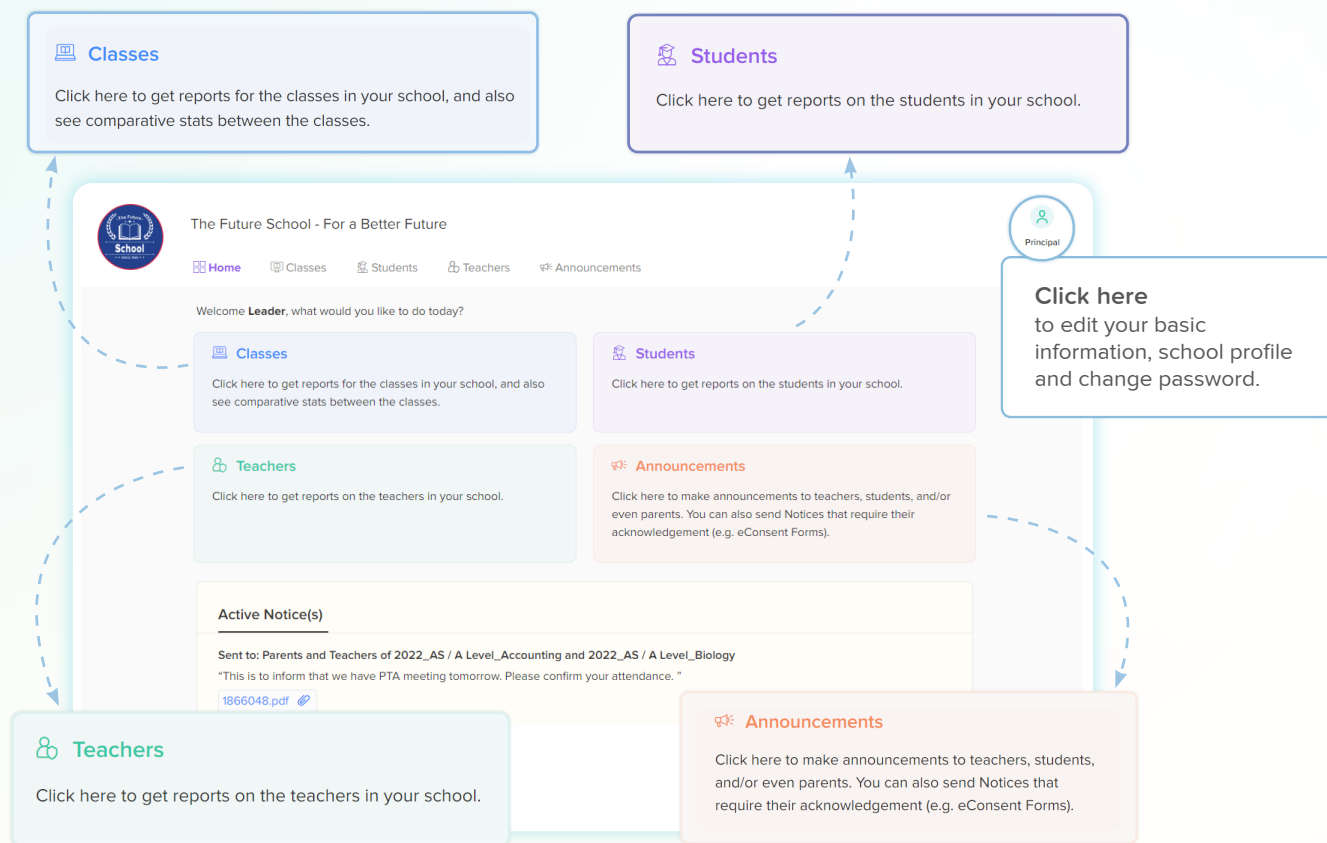 Classes
Click here to get reports for the classes in your school, and also
see comparative stats between the classes.
Students
Click here to get reports on the students in your school.
The Future
School
The Future School - For a Better Future
Principal
Home Classes Students Teachers Announcements
Click here
to edit your basic
information, school profile
and change password.
Welcome Leader, what would you like to do today?
Classes
Click here to get reports for the classes in your school, and also
see comparative stats between the classes.
Students
Click here to get reports on the students in your school.
Teachers
Click here to get reports on the teachers in your school.
Announcements
Click here to make announcements to teachers, students, and/or
even parents. You can also send Notices that require their
acknowledgement (e.g. eConsent Forms).
Active Notice(s)
Sent to: Parents and Teachers of 2022_AS / A Level_Accounting and 2022_AS / A Level_Biology
“This is to inform that we have PTA meeting tomorrow. Please confirm your attendance. ”
1866048.pdf
Teachers
Click here to get reports on the teachers in your school.
Announcements
Click here to make announcements to teachers, students,
and/or even parents. You can also send Notices that
require their acknowledgement (e.g. eConsent Forms).